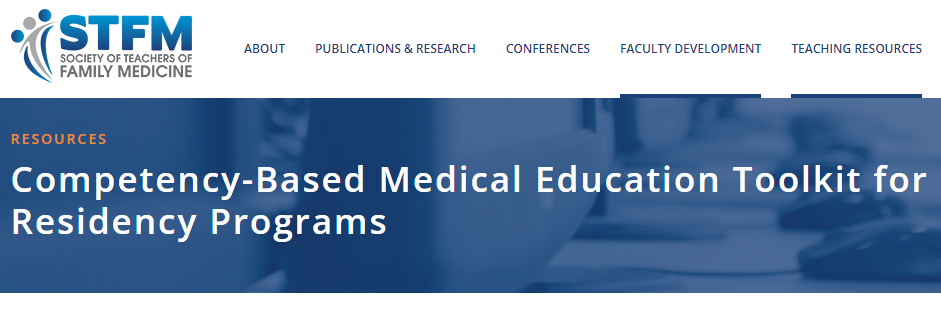 STFM
SOCIETY OF TEACHERS OF
FAMILY MEDICINE
ABOUT
PUBLICATIONS & RESEARCH
CONFERENCES
FACULTY DEVELOPMENT
TEACHING RESOURCES
RESOURCES
Competency-Based Medical Education Toolkit for
Residency Programs